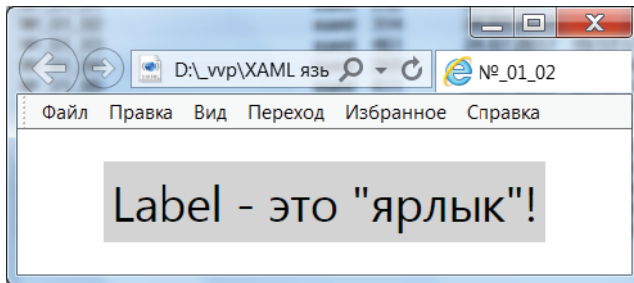 D:\_vvp\XAML язь
№_01_02
Файл Правка Вид Переход Избранное Справка
Label - это "ярлык"!